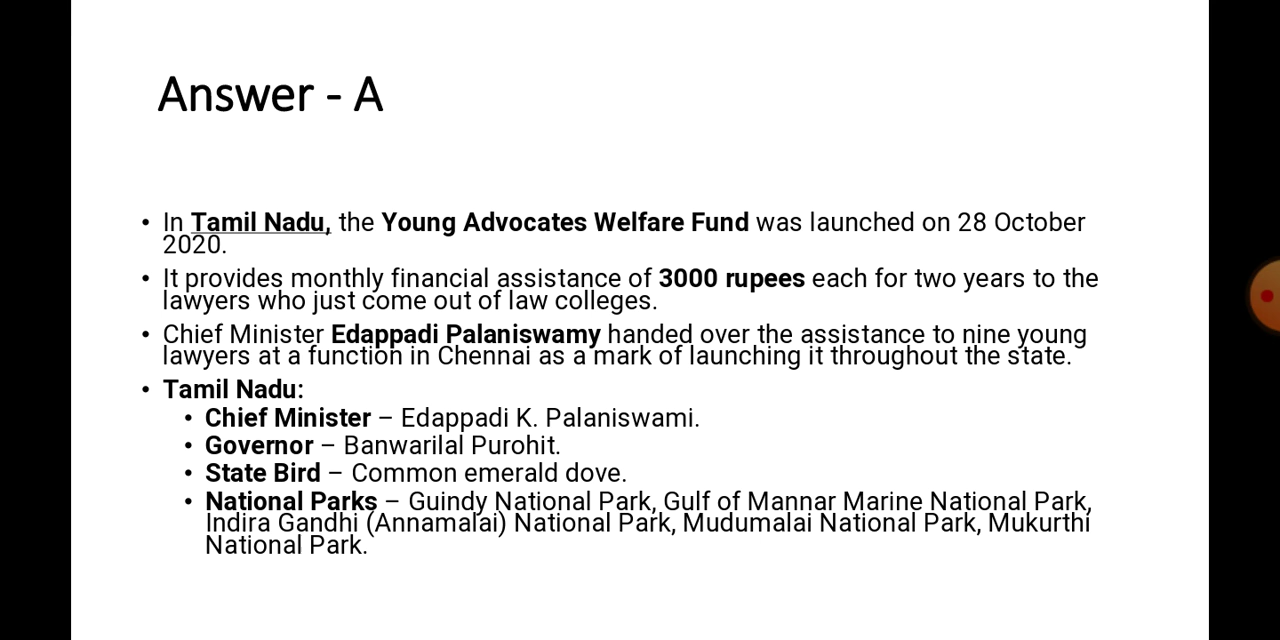 Answer - A
• In Tamil Nadu, the Young Advocates Welfare Fund was launched on 28 October
2020.
• It provides monthly financial assistance of 3000 rupees each for two years to the
lawyers who just come out of law colleges.
• Chief Minister Edappadi Palaniswamy handed over the assistance to nine young
lawyers at a function in Chennai as a mark of launching it throughout the state.
• Tamil Nadu:
• Chief Minister – Edappadi K. Palaniswami.
• Governor – Banwarilal Purohit.
• State Bird – Common emerald dove.
• National Parks – Guindy National Park, Gulf of Mannar Marine National Park,
Indira Gandhi (Annamalai) National Park, Mudumalai National Park, Mukurthi
National Park.